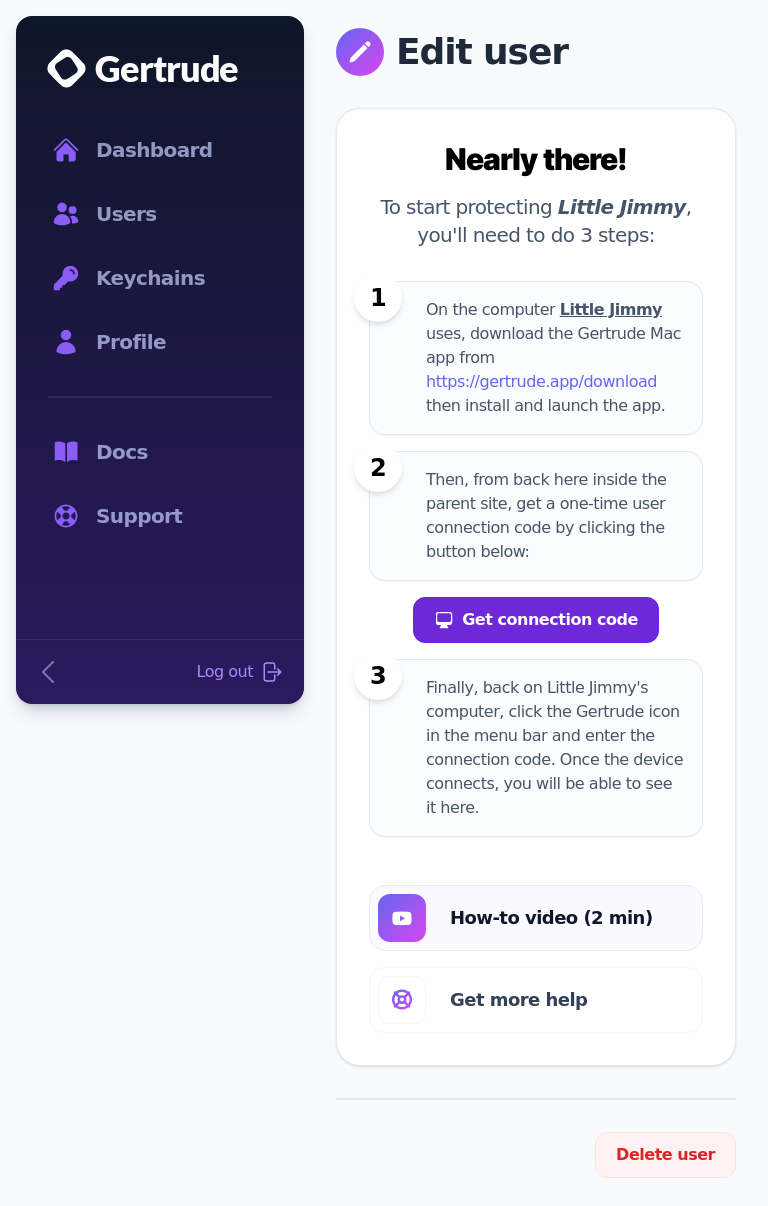 Gertrude
Dashboard
Users
Keychains
Profile
Docs
Support
Log out
Edit user
Nearly there!
To start protecting Little Jimmy,
you'll need to do 3 steps:
1
On the computer Little Jimmy
uses, download the Gertrude Mac
app from
https://gertrude.app/download
then install and launch the app.
2
Then, from back here inside the
parent site, get a one-time user
connection code by clicking the
button below:
Get connection code
3
Finally, back on Little Jimmy's
computer, click the Gertrude icon
in the menu bar and enter the
connection code. Once the device
connects, you will be able to see
it here.
How-to video (2 min)
Get more help
Delete user